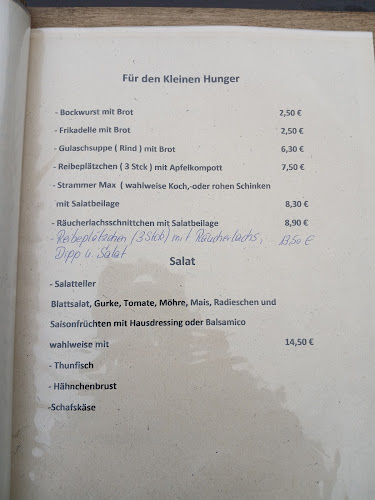 Für den Kleinen Hunger
- Bockwurst mit Brot 2,50 €
- Frikadelle mit Brot 2,50 €
- Gulaschsuppe ( Rind ) mit Brot 6,30 €
- Reibeplätzchen ( 3 Stck ) mit Apfelkompott 7,50 €
- Strammer Max ( wahlweise Koch,-oder rohen Schinken
mit Salatbeilage 8,30 €
- Räucherlachsschnittchen mit Salatbeilage 8,90 €
- Reibeplätzchen (3 Stck) mit Räucherlachs, 13,50 €
Dipp u. Salat
Salat
- Salatteller
Blattsalat, Gurke, Tomate, Möhre, Mais, Radieschen und
Saisonfrüchten mit Hausdressing oder Balsamico
wahlweise mit 14,50 €
- Thunfisch
- Hähnchenbrust
-Schafskäse